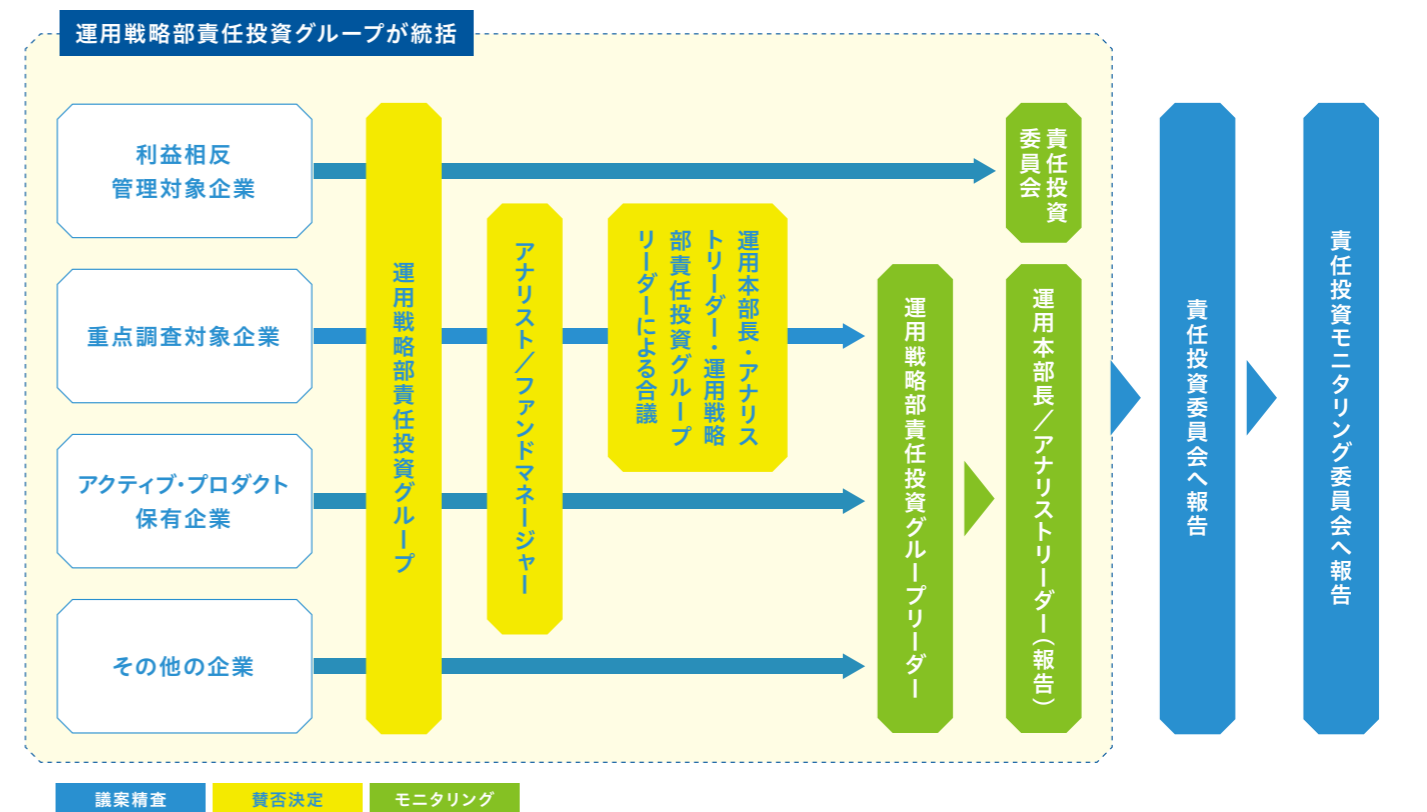 運用戦略部責任投資グループが統括
利益相反
管理対象企業
重点調査対象企業
アクティブ・プロダクト
保有企業
その他の企業
運用戦略部責任投資グループ
アナリスト／ファンドマネージャー
運用本部長・アナリス
トリーダー・運用戦略
部責任投資グループ
リーダーによる合議
運用戦略部責任投資グループリーダー
責任投資
委員会
運用本部長／アナリストリーダー（報告）
責任投資委員会へ報告
責任投資モニタリング委員会へ報告
議案精査
賛否決定
モニタリング